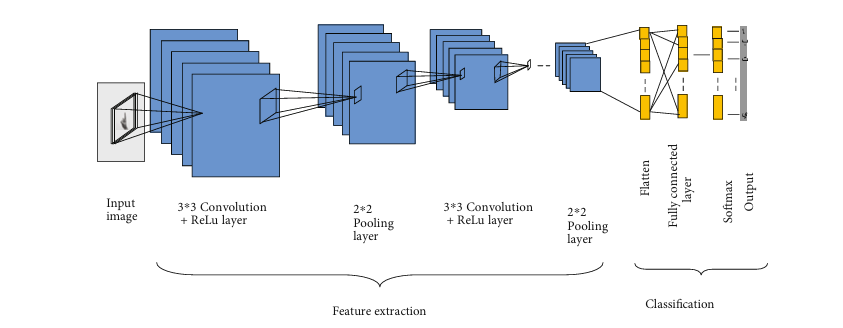 Input
image
3*3 Convolution
+ ReLu layer
2*2
Pooling
layer
3*3 Convolution
+ ReLu layer
2*2
Pooling
layer
Flatten
Fully connected
layer
Softmax
Output
Feature extraction
Classification